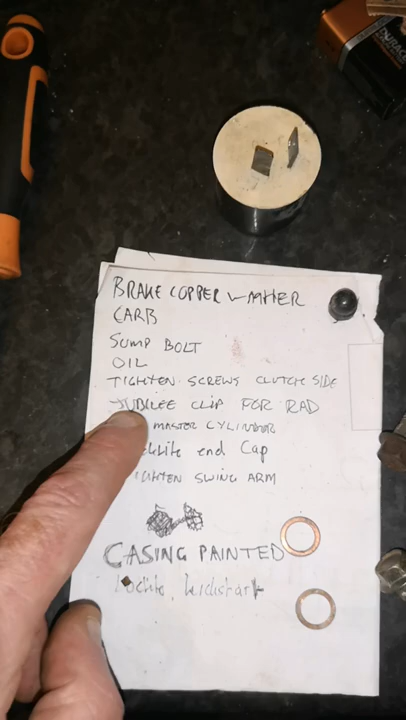 DURACELL
BRAKE COPPER WASHER
CARB
SUMP BOLT
OIL
TIGHTEN SCREWS CLUTCH SIDE
JUBILEE CLIP FOR RAD
MASTER CYLINDER
end Cap
TIGHTEN SWING ARM
CASING PAINTED